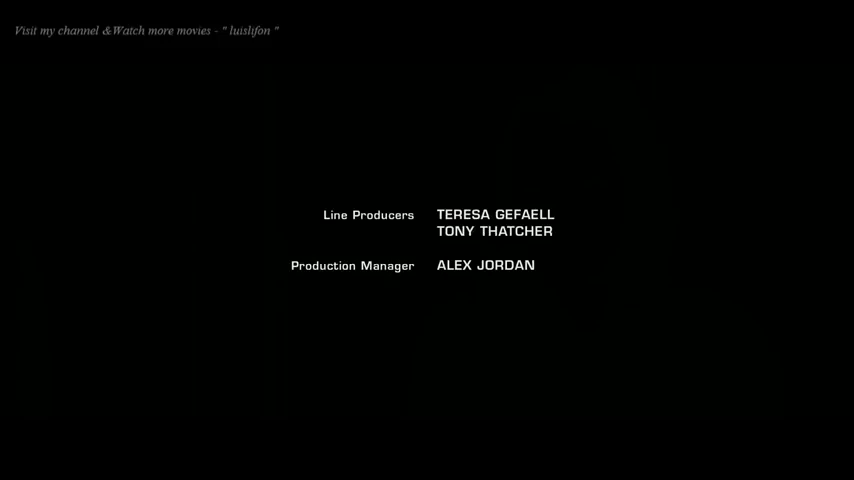 Visit my channel &Watch more movies - " luislifon "
Line Producers TERESA GEFAELL
TONY THATCHER
Production Manager ALEX JORDAN